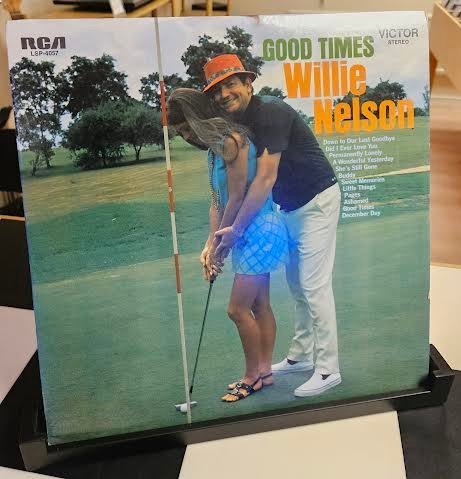 RCA
LSP-4057
VICTOR
STEREO
GOOD TIMES
Willie
Nelson
Down to Our Last Goodbye
Did I Ever Love You
Permanently Lonely
A Wonderful Yesterday
She's Still Gone
Buddy
Sweet Memories
Little Things
Pages
Ashamed
Good Times
December Day